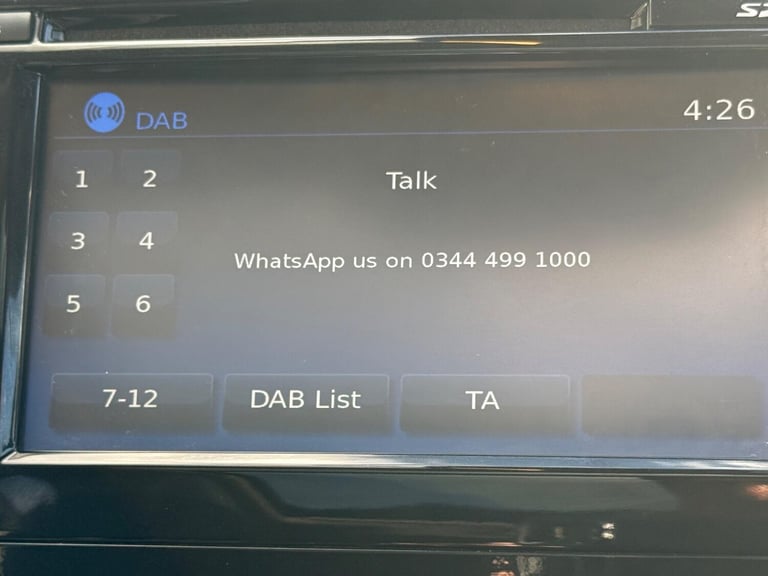 DAB
4:26
1 2
Talk
3 4
WhatsApp us on 0344 499 1000
5 6
7-12 DAB List TA